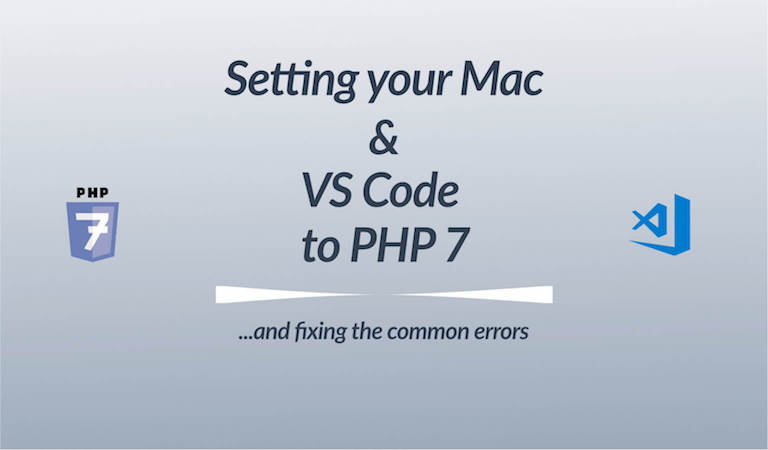 Setting your Mac
&
VS Code
to PHP 7
PHP
7
...and fixing the common errors